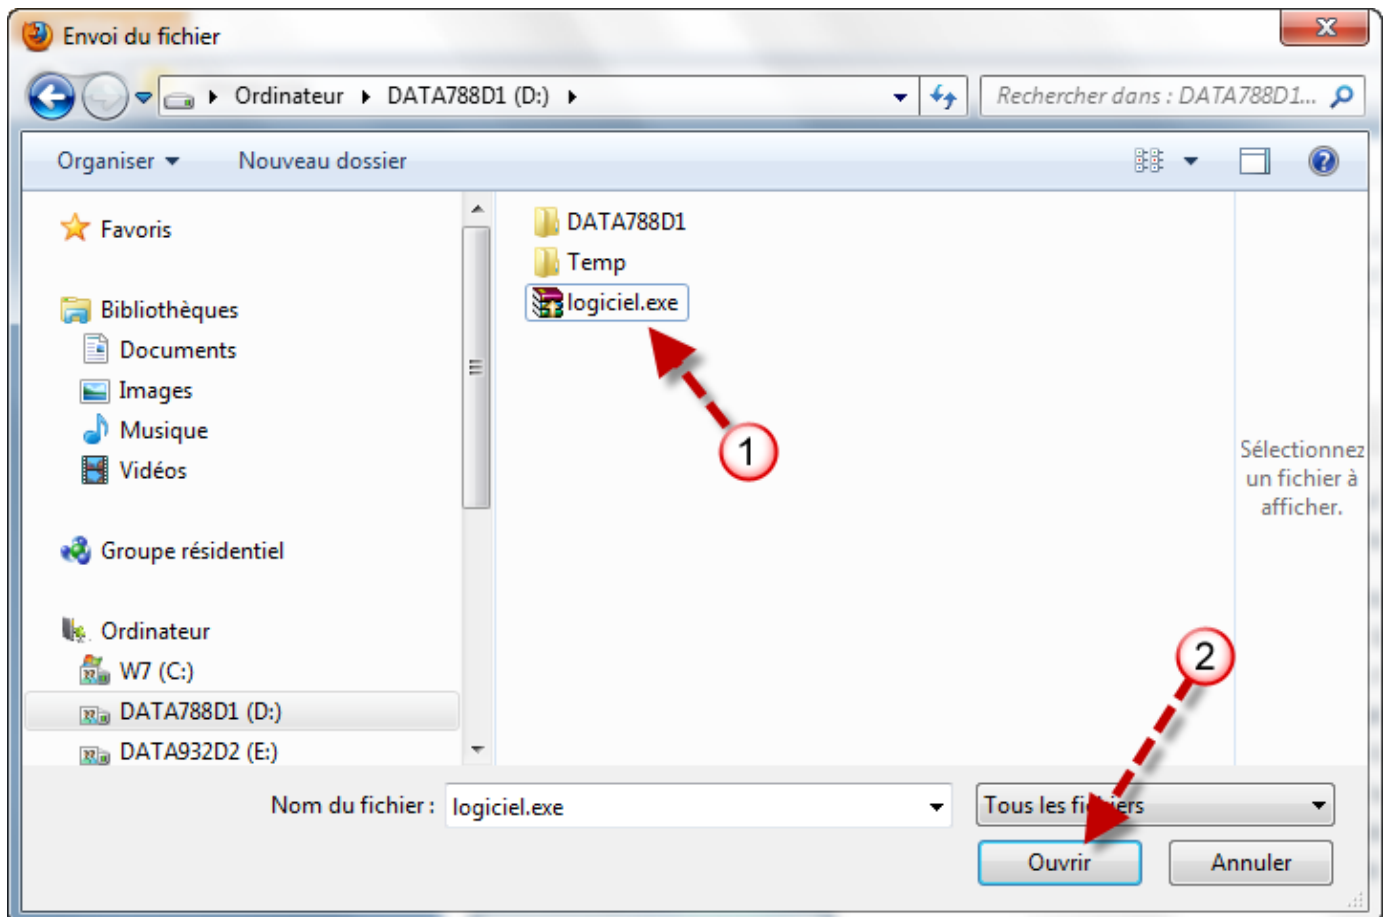 Envoi du fichier
Ordinateur DATA788D1 (D:)
Rechercher dans : DATA788D1...
Organiser
Nouveau dossier
Favoris
Bibliothèques
Documents
Images
Musique
Vidéos
Groupe résidentiel
Ordinateur
W7 (C:)
DATA788D1 (D:)
DATA932D2 (E:)
DATA788D1
Temp
logiciel.exe
1
Sélectionnez
un fichier à
afficher.
2
Nom du fichier : logiciel.exe
Tous les fichiers
Ouvrir
Annuler